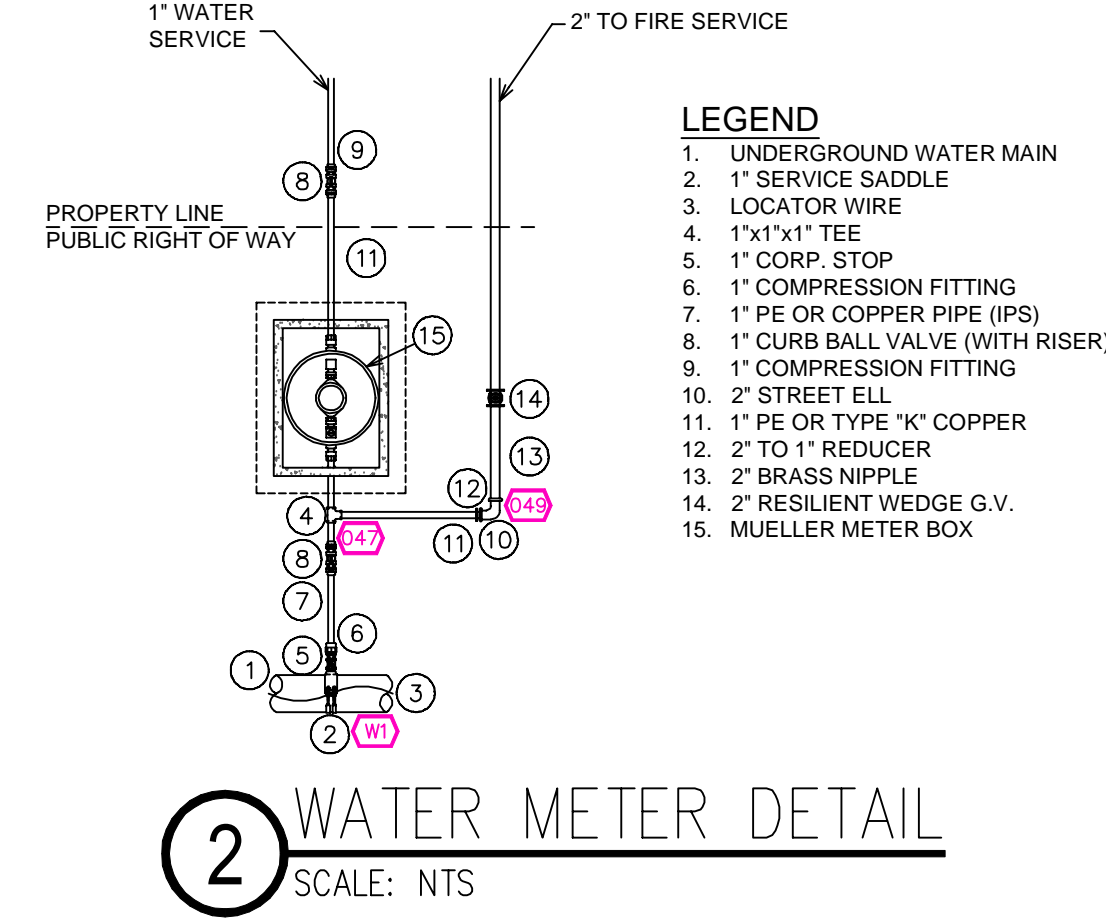 1" WATER
SERVICE
2" TO FIRE SERVICE
LEGEND
1. UNDERGROUND WATER MAIN
2. 1" SERVICE SADDLE
3. LOCATOR WIRE
4. 1"x1"x1" TEE
5. 1" CORP. STOP
6. 1" COMPRESSION FITTING
7. 1" PE OR COPPER PIPE (IPS)
8. 1" CURB BALL VALVE (WITH RISER)
9. 1" COMPRESSION FITTING
10. 2" STREET ELL
11. 1" PE OR TYPE "K" COPPER
12. 2" TO 1" REDUCER
13. 2" BRASS NIPPLE
14. 2" RESILIENT WEDGE G.V.
15. MUELLER METER BOX
9
8
PROPERTY LINE
PUBLIC RIGHT OF WAY
11
15
14
13
12
4
049
047
11
10
8
7
6
5
1
3
2
W1
2
WATER METER DETAIL
SCALE: NTS